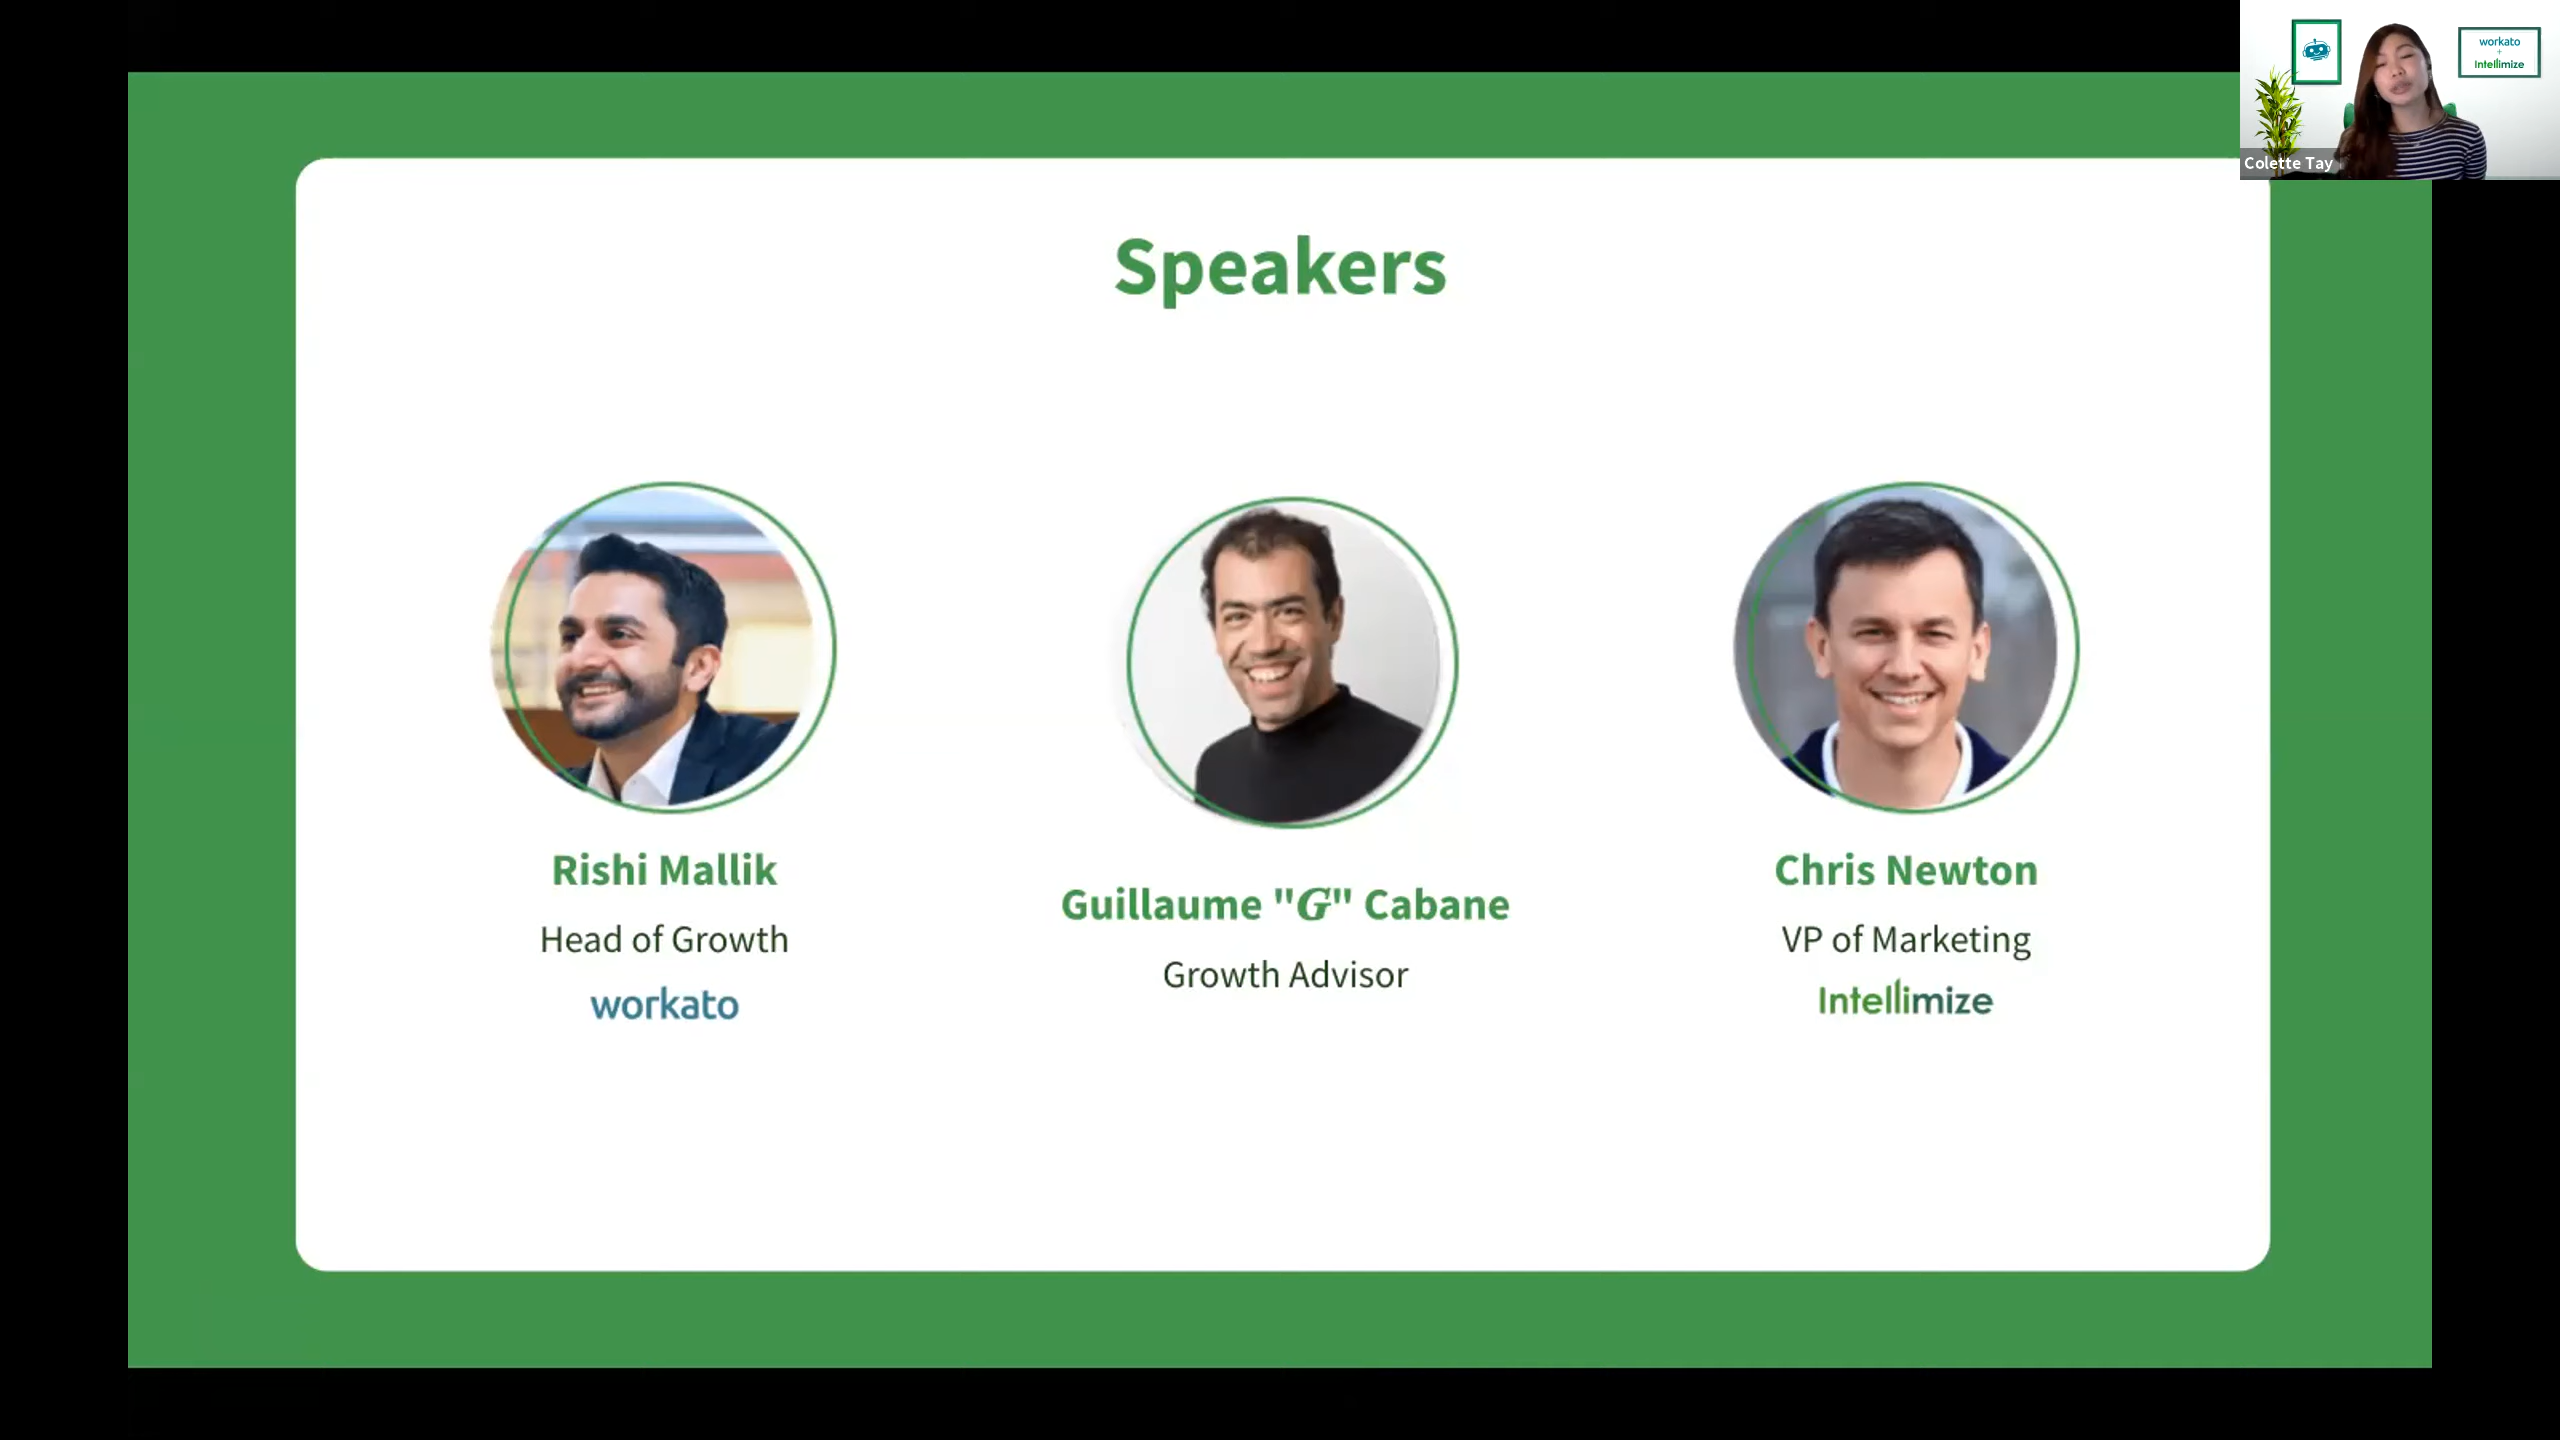 workato
+
Intellimize
Colette Tay
Speakers
Rishi Mallik
Head of Growth
workato
Guillaume "G" Cabane
Growth Advisor
Chris Newton
VP of Marketing
Intellimize